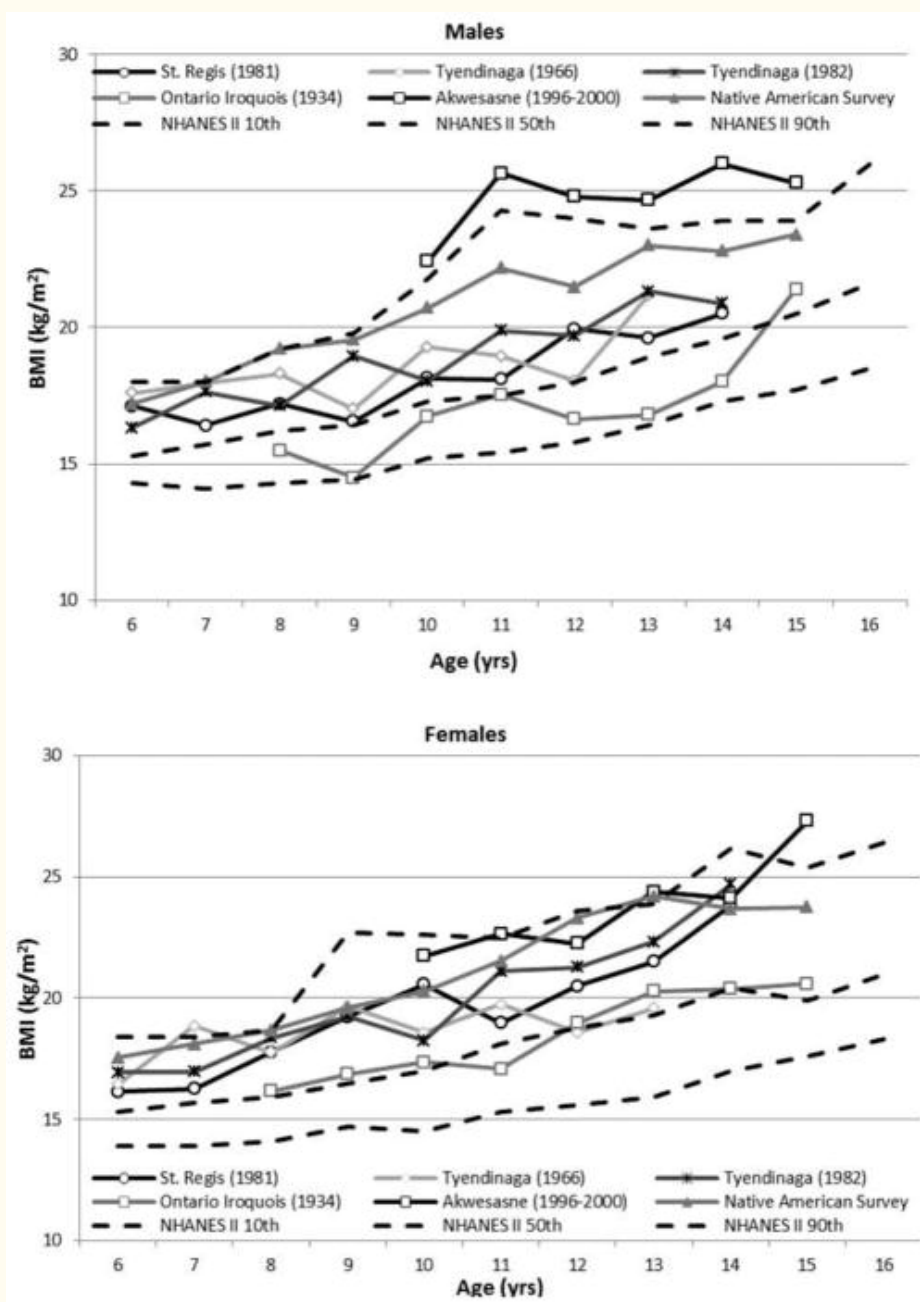 Males
30
St. Regis (1981) Tyendinaga (1966) Tyendinaga (1982)
Ontario Iroquois (1934) Akwesasne (1996-2000) Native American Survey
NHANES II 10th NHANES II 50th NHANES II 90th
25
20
15
10
BMI (kg/m²)
6 7 8 9 10 11 12 13 14 15 16
Age (yrs)
Females
30
25
20
15
BMI (kg/m²)
St. Regis (1981) Tyendinaga (1966) Tyendinaga (1982)
Ontario Iroquois (1934) Akwesasne (1996-2000) Native American Survey
NHANES II 10th NHANES II 50th NHANES II 90th
10
6 7 8 9 10 11 12 13 14 15 16
Age (yrs)